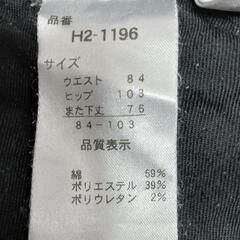 品番
H2-1196
サイズ
ウエスト 84
ヒップ 103
また下丈 76
84-103
品質表示
綿 59%
ポリエステル 39%
ポリウレタン 2%